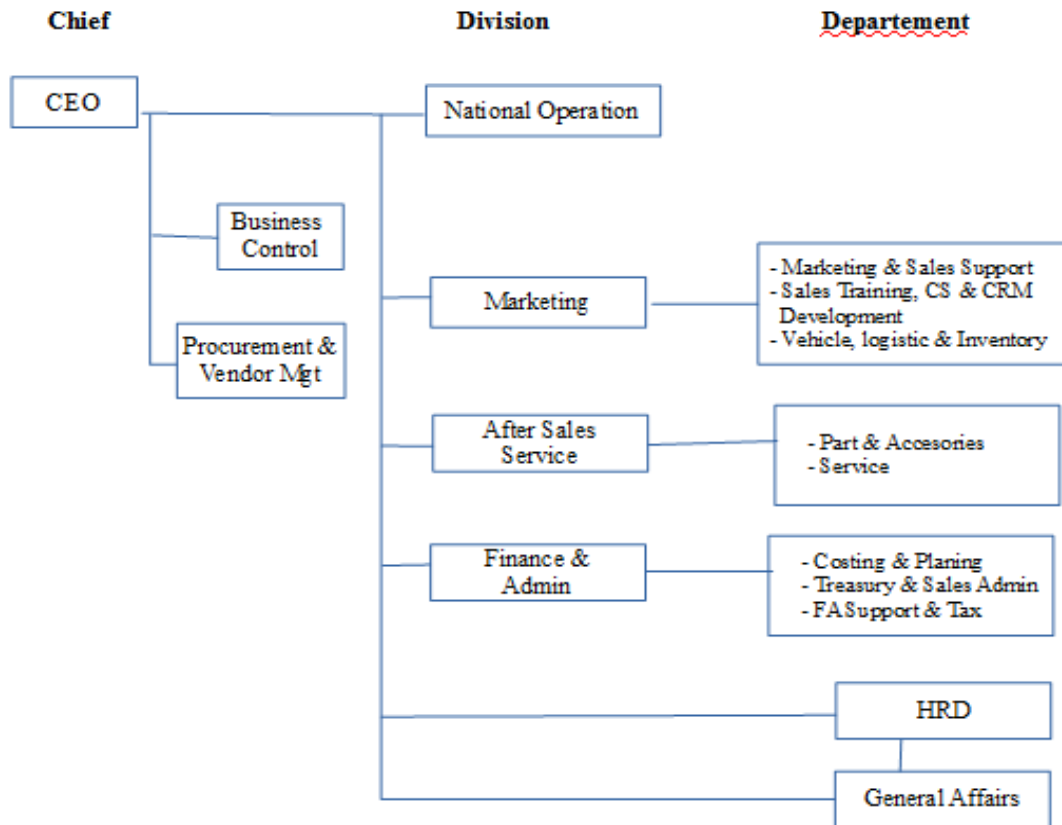 Chief
Division
Departement
CEO
National Operation
Business
Control
Procurement &
Vendor Mgt
Marketing
- Marketing & Sales Support
- Sales Training, CS & CRM
Development
- Vehicle, logistic & Inventory
After Sales
Service
- Part & Accesories
- Service
Finance &
Admin
- Costing & Planing
- Treasury & Sales Admin
- FA Support & Tax
HRD
General Affairs